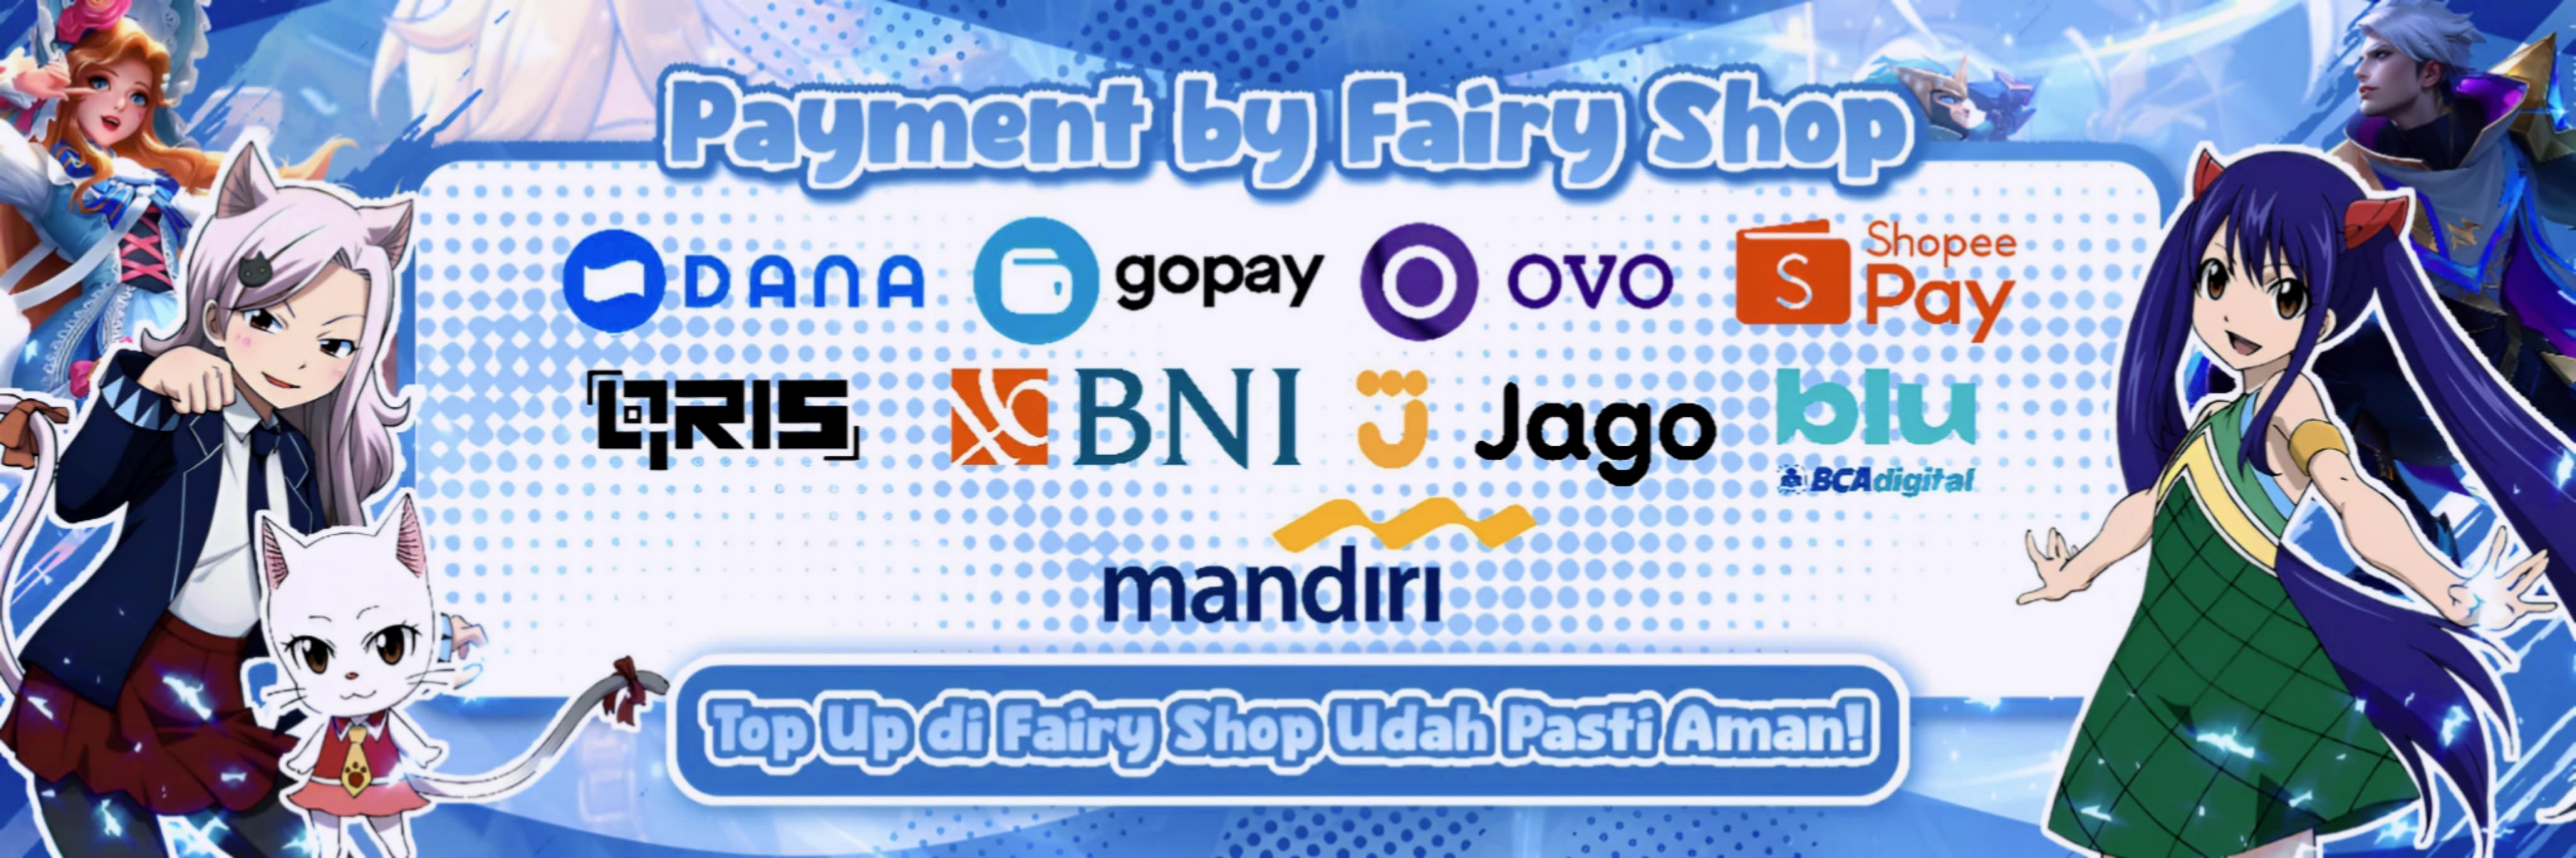 Payment by Fairy Shop
DANA gopay OVO Shopee Pay
QRIS BNI Jago blu
BCAdigital
mandiri
Top Up di Fairy Shop Udah Pasti Aman!